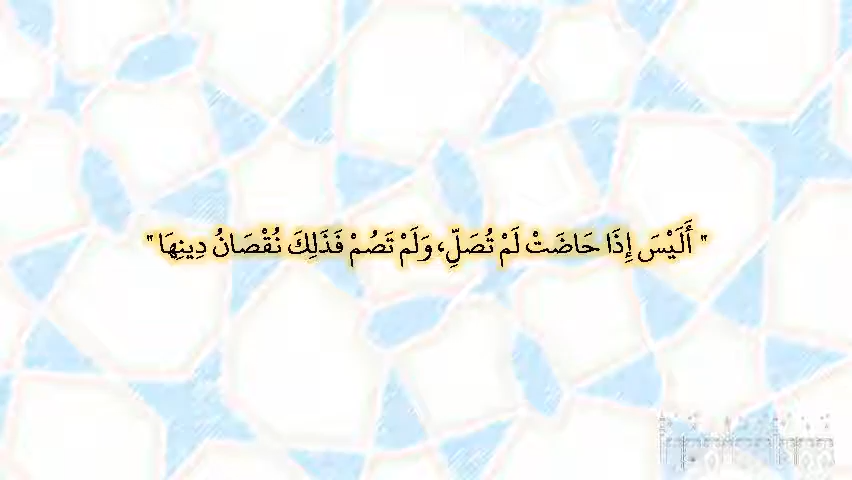 " أَلَيْسَ إِذَا حَاضَتْ لَمْ تُصَلِّ، وَلَمْ تَصُمْ فَذَلِكَ نُقْصَانُ دِينِهَا "